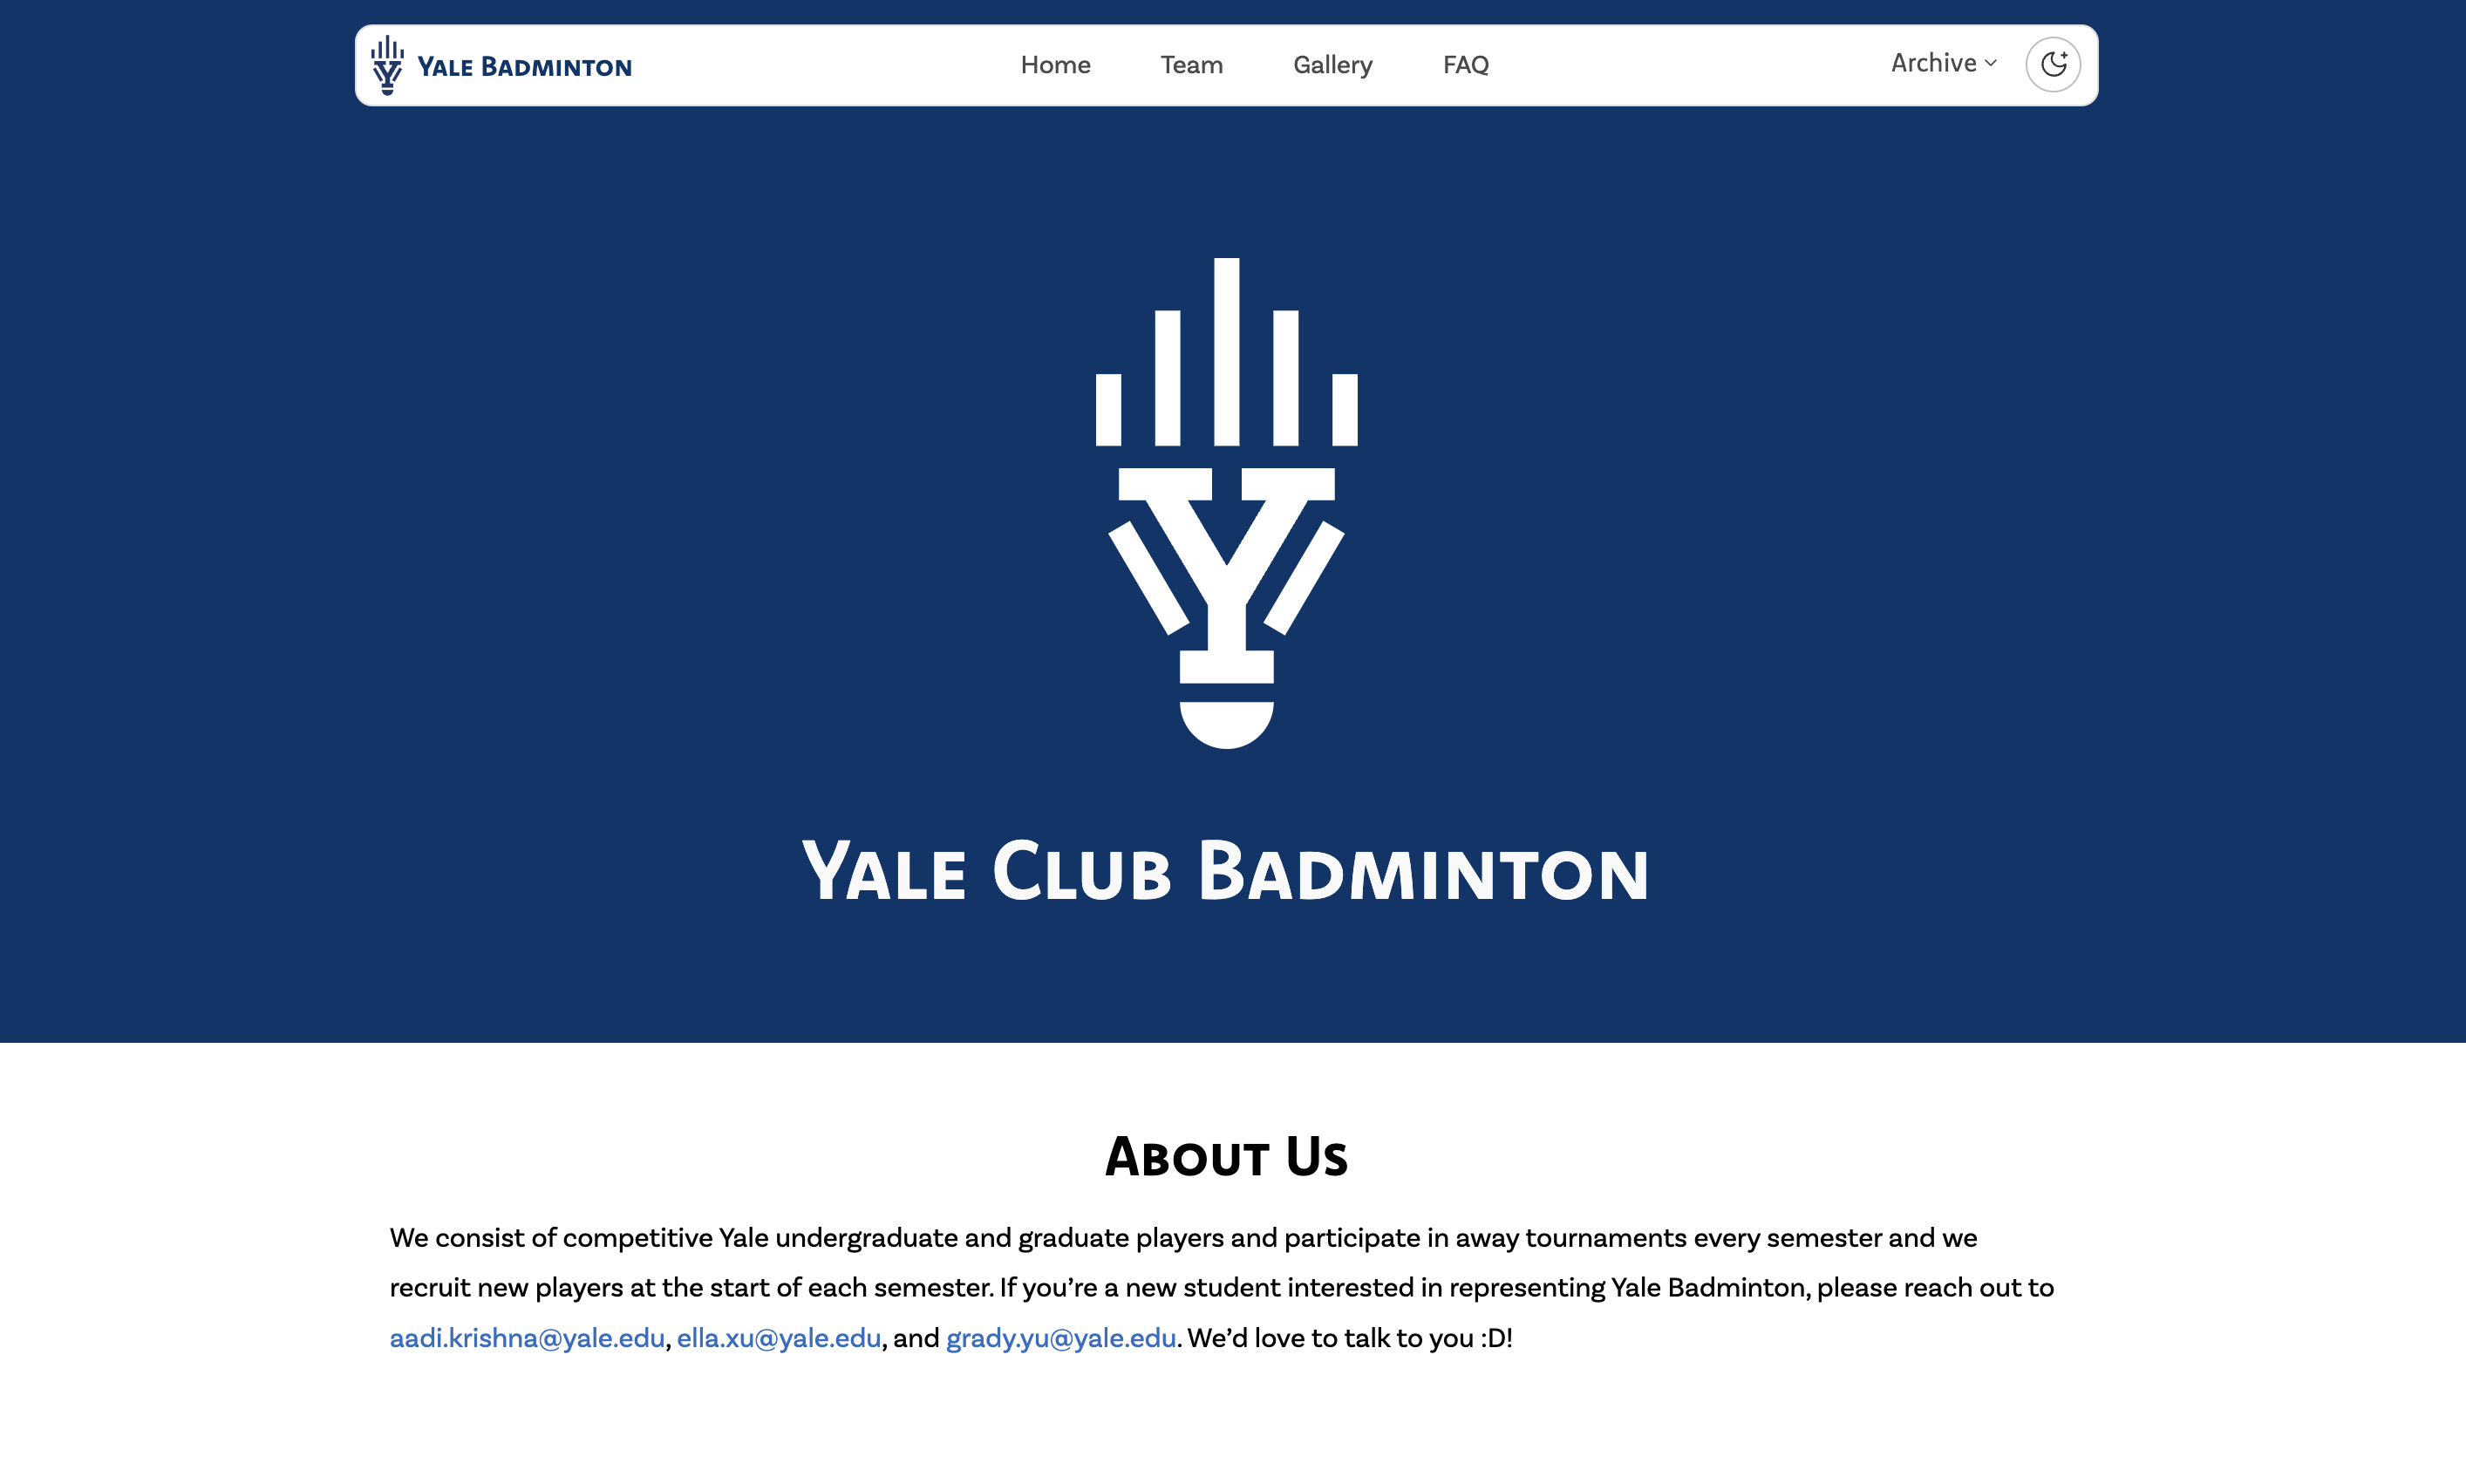 Yale Badminton
Home
Team
Gallery
FAQ
Archive
Y
Yale Club Badminton
About Us
We consist of competitive Yale undergraduate and graduate players and participate in away tournaments every semester and we
recruit new players at the start of each semester. If you’re a new student interested in representing Yale Badminton, please reach out to
aadi.krishna@yale.edu, ella.xu@yale.edu, and grady.yu@yale.edu. We’d love to talk to you :D!